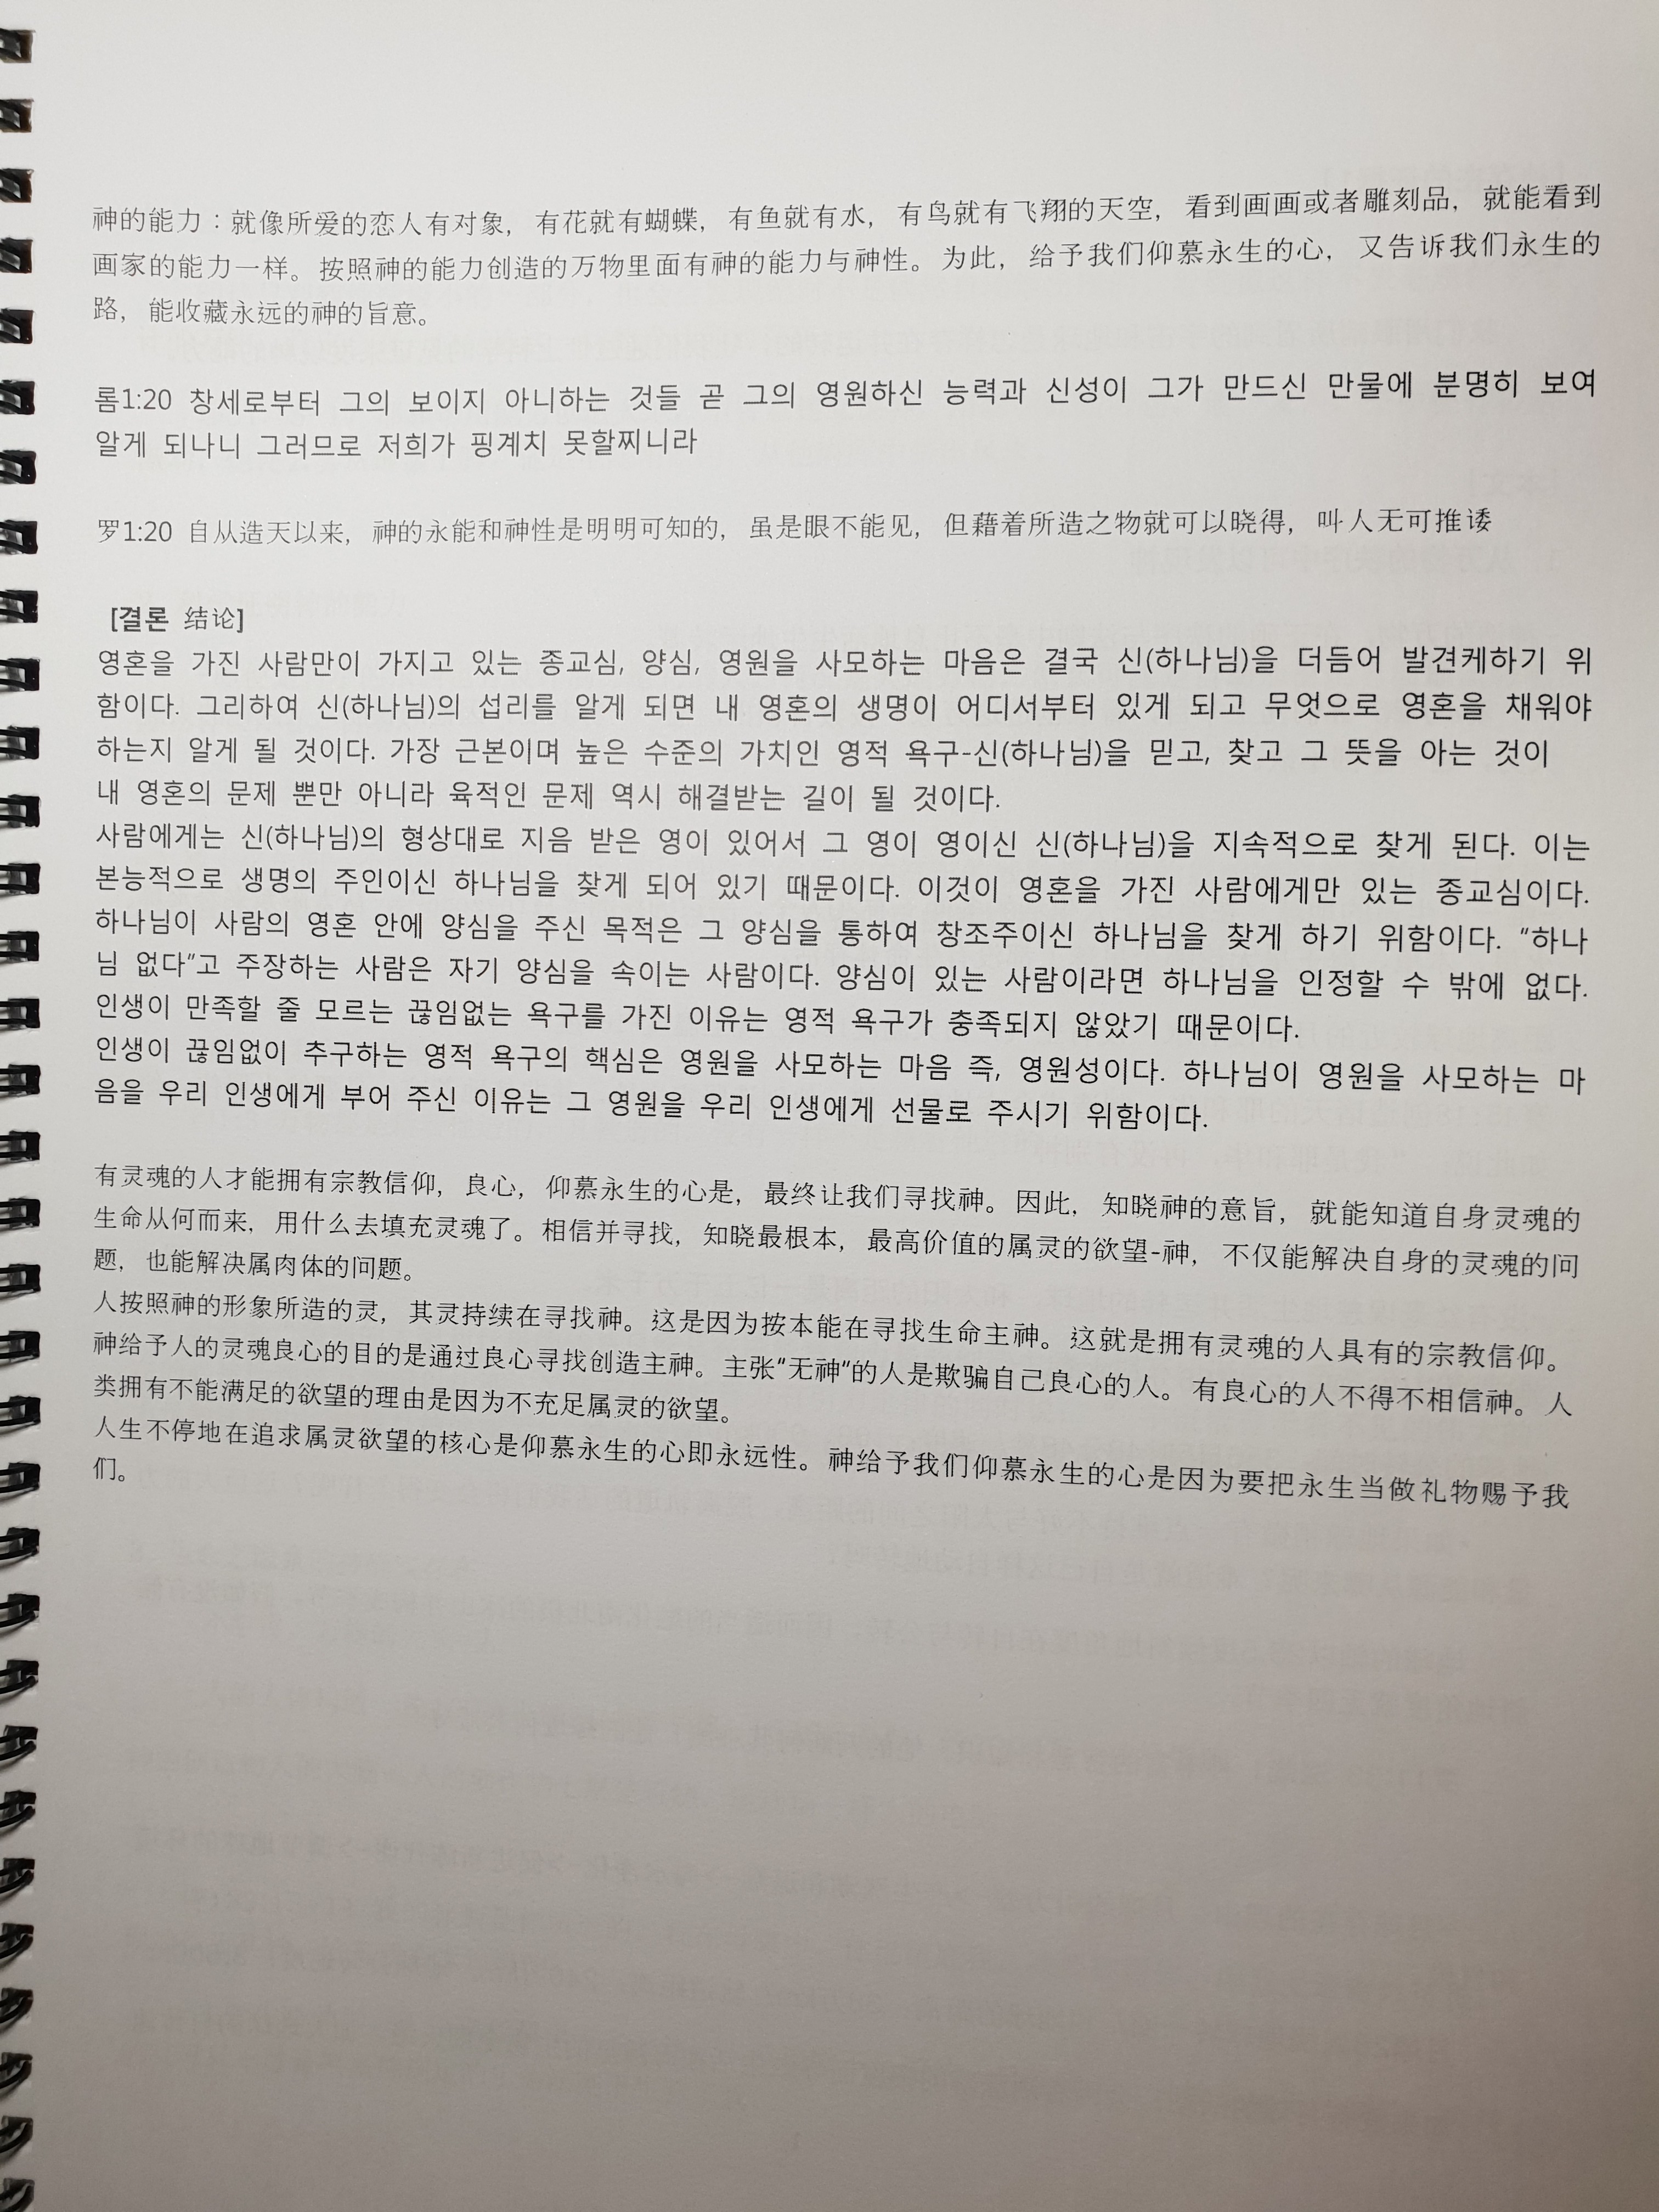 神的能力：就像所爱的恋人有对象，有花就有蝴蝶，有鱼就有水，有鸟就有飞翔的天空，看到画画或者雕刻品，就能看到
画家的能力一样。按照神的能力创造的万物里面有神的能力与神性。为此，给予我们仰慕永生的心，又告诉我们永生的
路，能收藏永远的神的旨意。
롬1:20 창세로부터 그의 보이지 아니하는 것들 곧 그의 영원하신 능력과 신성이 그가 만드신 만물에 분명히 보여
알게 되나니 그러므로 저희가 핑계치 못할찌니라
罗1:20 自从造天以来，神的永能和神性是明明可知的，虽是眼不能见，但藉着所造之物就可以晓得，叫人无可推诿
[결론 结论]
영혼을 가진 사람만이 가지고 있는 종교심, 양심, 영원을 사모하는 마음은 결국 신(하나님)을 더듬어 발견케하기 위
함이다. 그리하여 신(하나님)의 섭리를 알게 되면 내 영혼의 생명이 어디서부터 있게 되고 무엇으로 영혼을 채워야
하는지 알게 될 것이다. 가장 근본이며 높은 수준의 가치인 영적 욕구-신(하나님)을 믿고, 찾고 그 뜻을 아는 것이
내 영혼의 문제 뿐만 아니라 육적인 문제 역시 해결받는 길이 될 것이다.
사람에게는 신(하나님)의 형상대로 지음 받은 영이 있어서 그 영이 영이신 신(하나님)을 지속적으로 찾게 된다. 이는
본능적으로 생명의 주인이신 하나님을 찾게 되어 있기 때문이다. 이것이 영혼을 가진 사람에게만 있는 종교심이다.
하나님이 사람의 영혼 안에 양심을 주신 목적은 그 양심을 통하여 창조주이신 하나님을 찾게 하기 위함이다. "하나
님 없다"고 주장하는 사람은 자기 양심을 속이는 사람이다. 양심이 있는 사람이라면 하나님을 인정할 수 밖에 없다.
인생이 만족할 줄 모르는 끊임없는 욕구를 가진 이유는 영적 욕구가 충족되지 않았기 때문이다.
인생이 끊임없이 추구하는 영적 욕구의 핵심은 영원을 사모하는 마음 즉, 영원성이다. 하나님이 영원을 사모하는 마
음을 우리 인생에게 부어 주신 이유는 그 영원을 우리 인생에게 선물로 주시기 위함이다.
有灵魂的人才能拥有宗教信仰，良心，仰慕永生的心是，最终让我们寻找神。因此，知晓神的意旨，就能知道自身灵魂的
生命从何而来，用什么去填充灵魂了。相信并寻找，知晓最根本，最高价值的属灵的欲望-神，不仅能解决自身的灵魂的问
题，也能解决属肉体的问题。
人按照神的形象所造的灵，其灵持续在寻找神。这是因为按本能在寻找生命主神。这就是拥有灵魂的人具有的宗教信仰。
神给予人的灵魂良心的目的是通过良心寻找创造主神。主张"无神"的人是欺骗自己良心的人。有良心的人不得不相信神。人
类拥有不能满足的欲望的理由是因为不充足属灵的欲望。
人生不停地在追求属灵欲望的核心是仰慕永生的心即永远性。神给予我们仰慕永生的心是因为要把永生当做礼物赐予我
们。